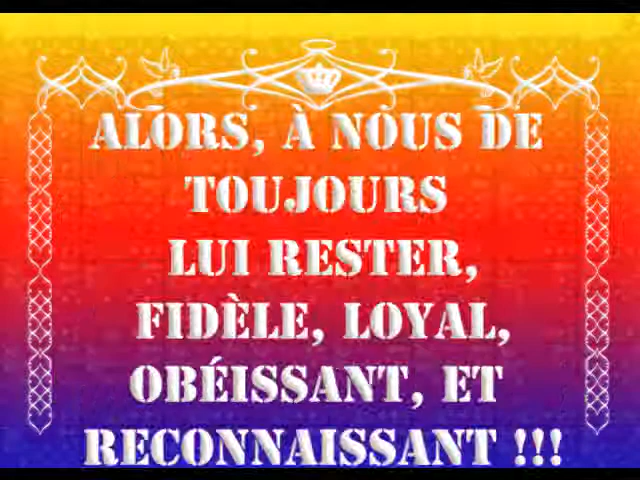 ALORS, À NOUS DE
TOUJOURS
LUI RESTER,
FIDÈLE, LOYAL,
OBÉISSANT, ET
RECONNAISSANT !!!